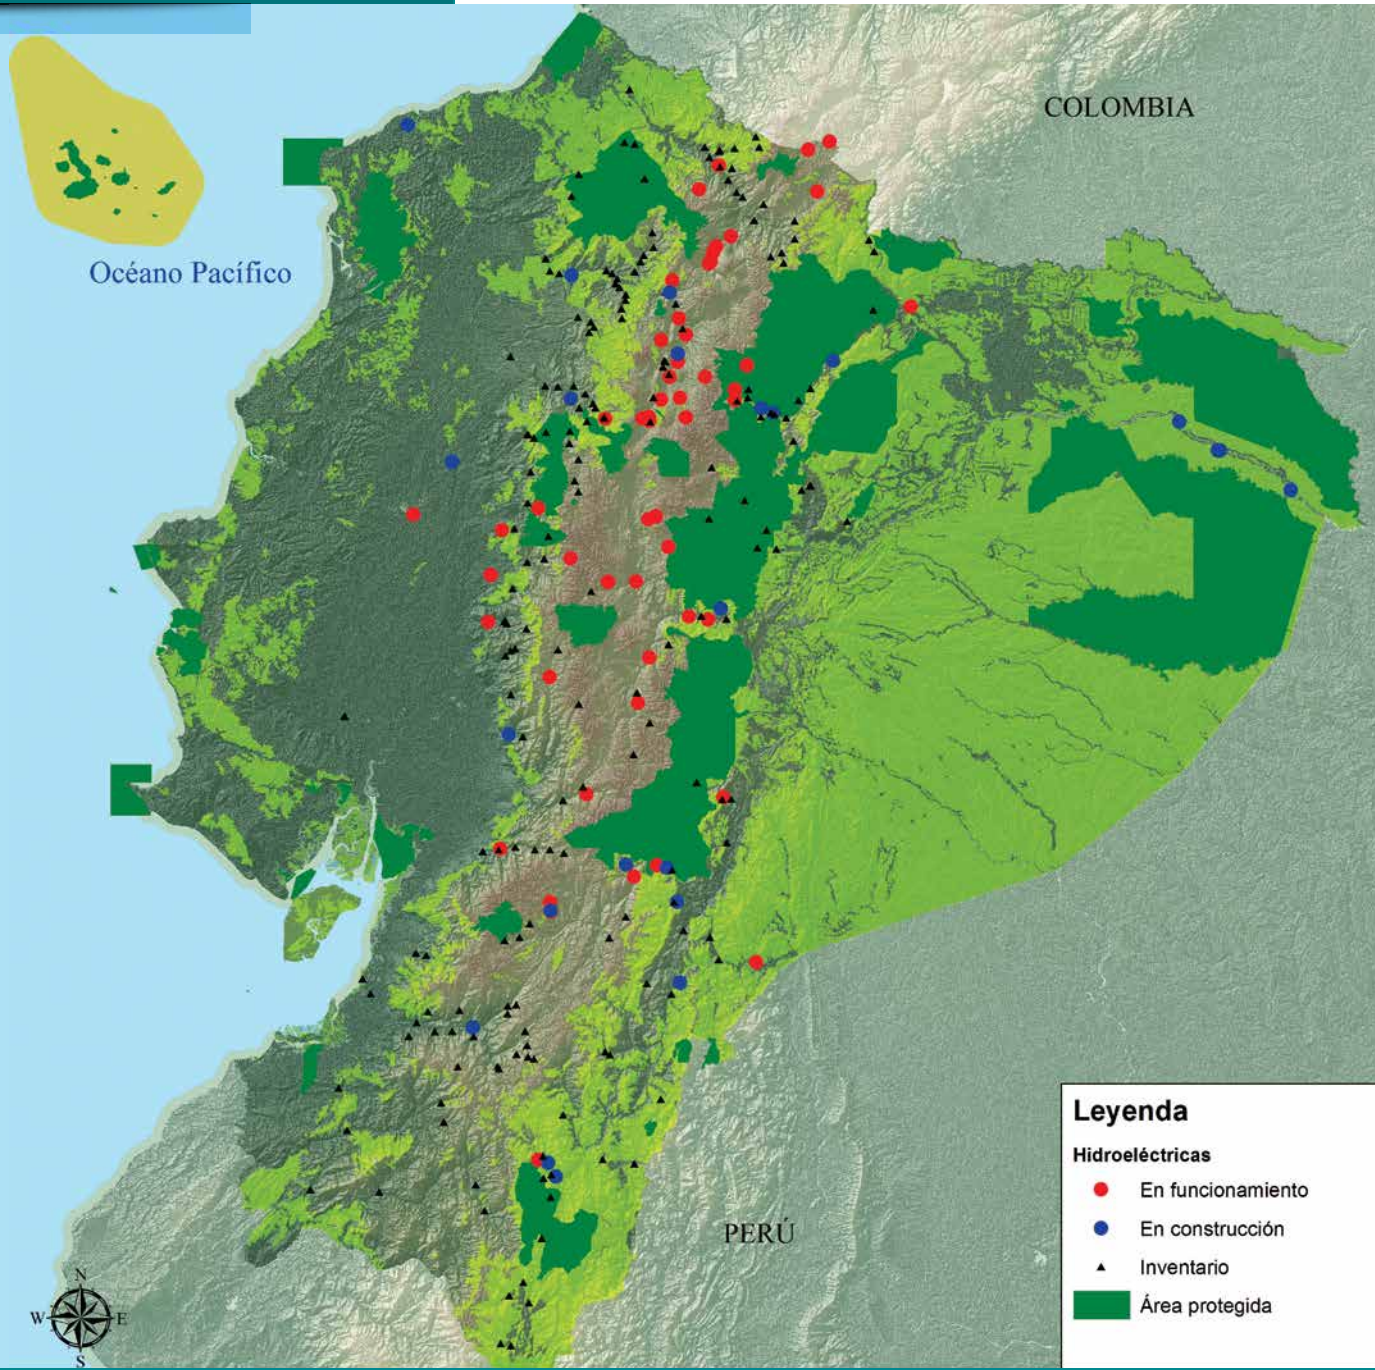 COLOMBIA
Océano Pacífico
Leyenda
Hidroeléctricas
En funcionamiento
En construcción
Inventario
Área protegida
PERÚ
N
W E
S